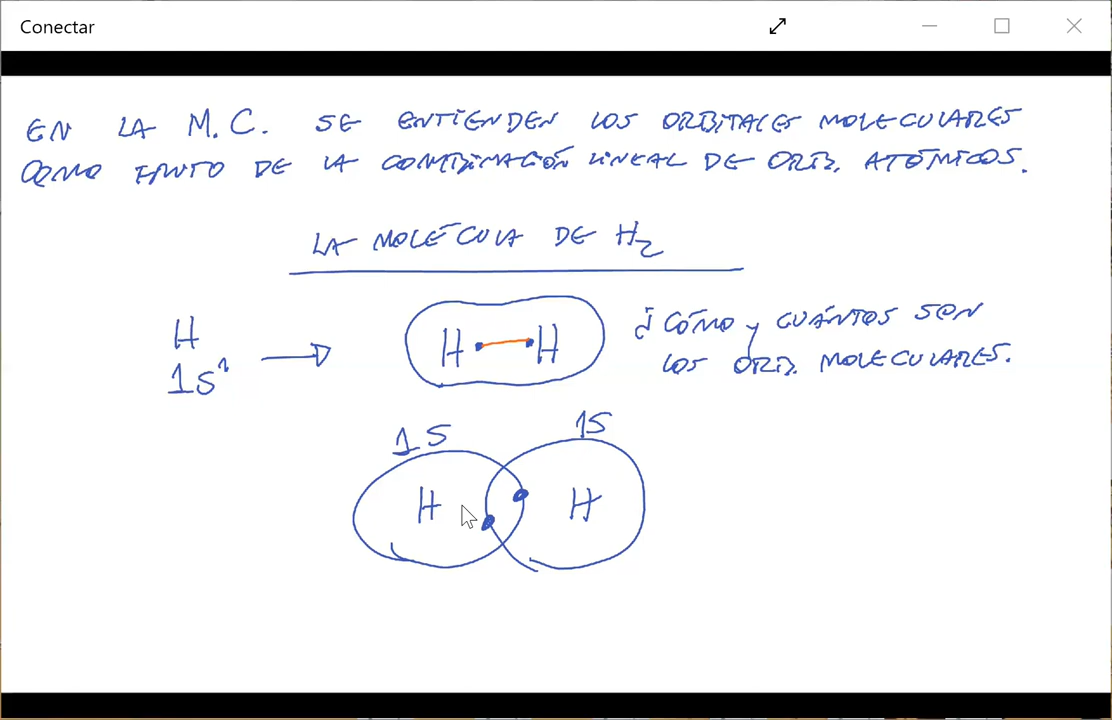 Conectar
EN LA M.C. SE ENTIENDEN LOS ORBITALES MOLECULARES
COMO FRUTO DE LA COMBINACIÓN LINEAL DE ORB. ATÓMICOS.
LA MOLÉCULA DE H2
H
1S¹
H H
¿CÓMO y CUÁNTOS SON
LOS ORB. MOLECULARES.
1S 1S
H H